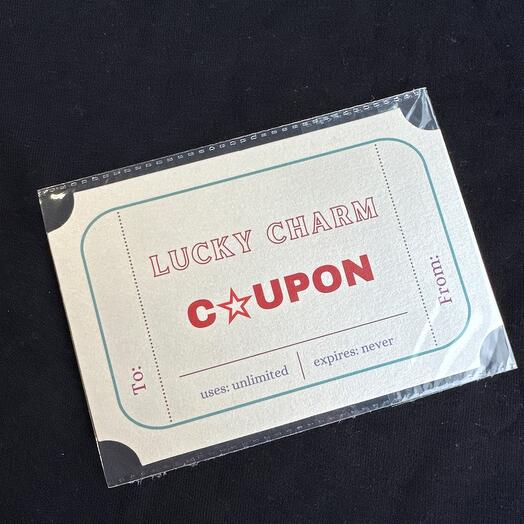 LUCKY CHARM
C☆UPON
To:
From:
uses: unlimited | expires: never